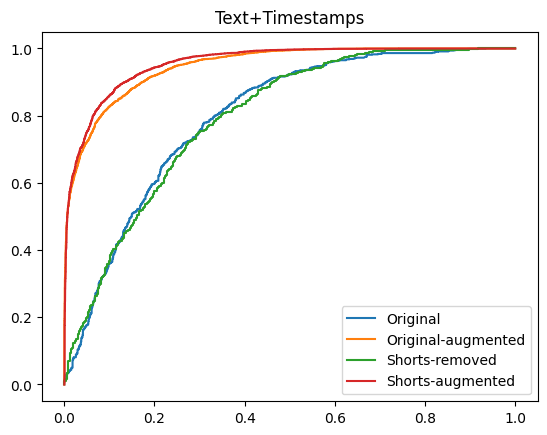 Text+Timestamps
1.0
0.8
0.6
0.4
0.2
0.0
Original
Original-augmented
Shorts-removed
Shorts-augmented
0.0 0.2 0.4 0.6 0.8 1.0